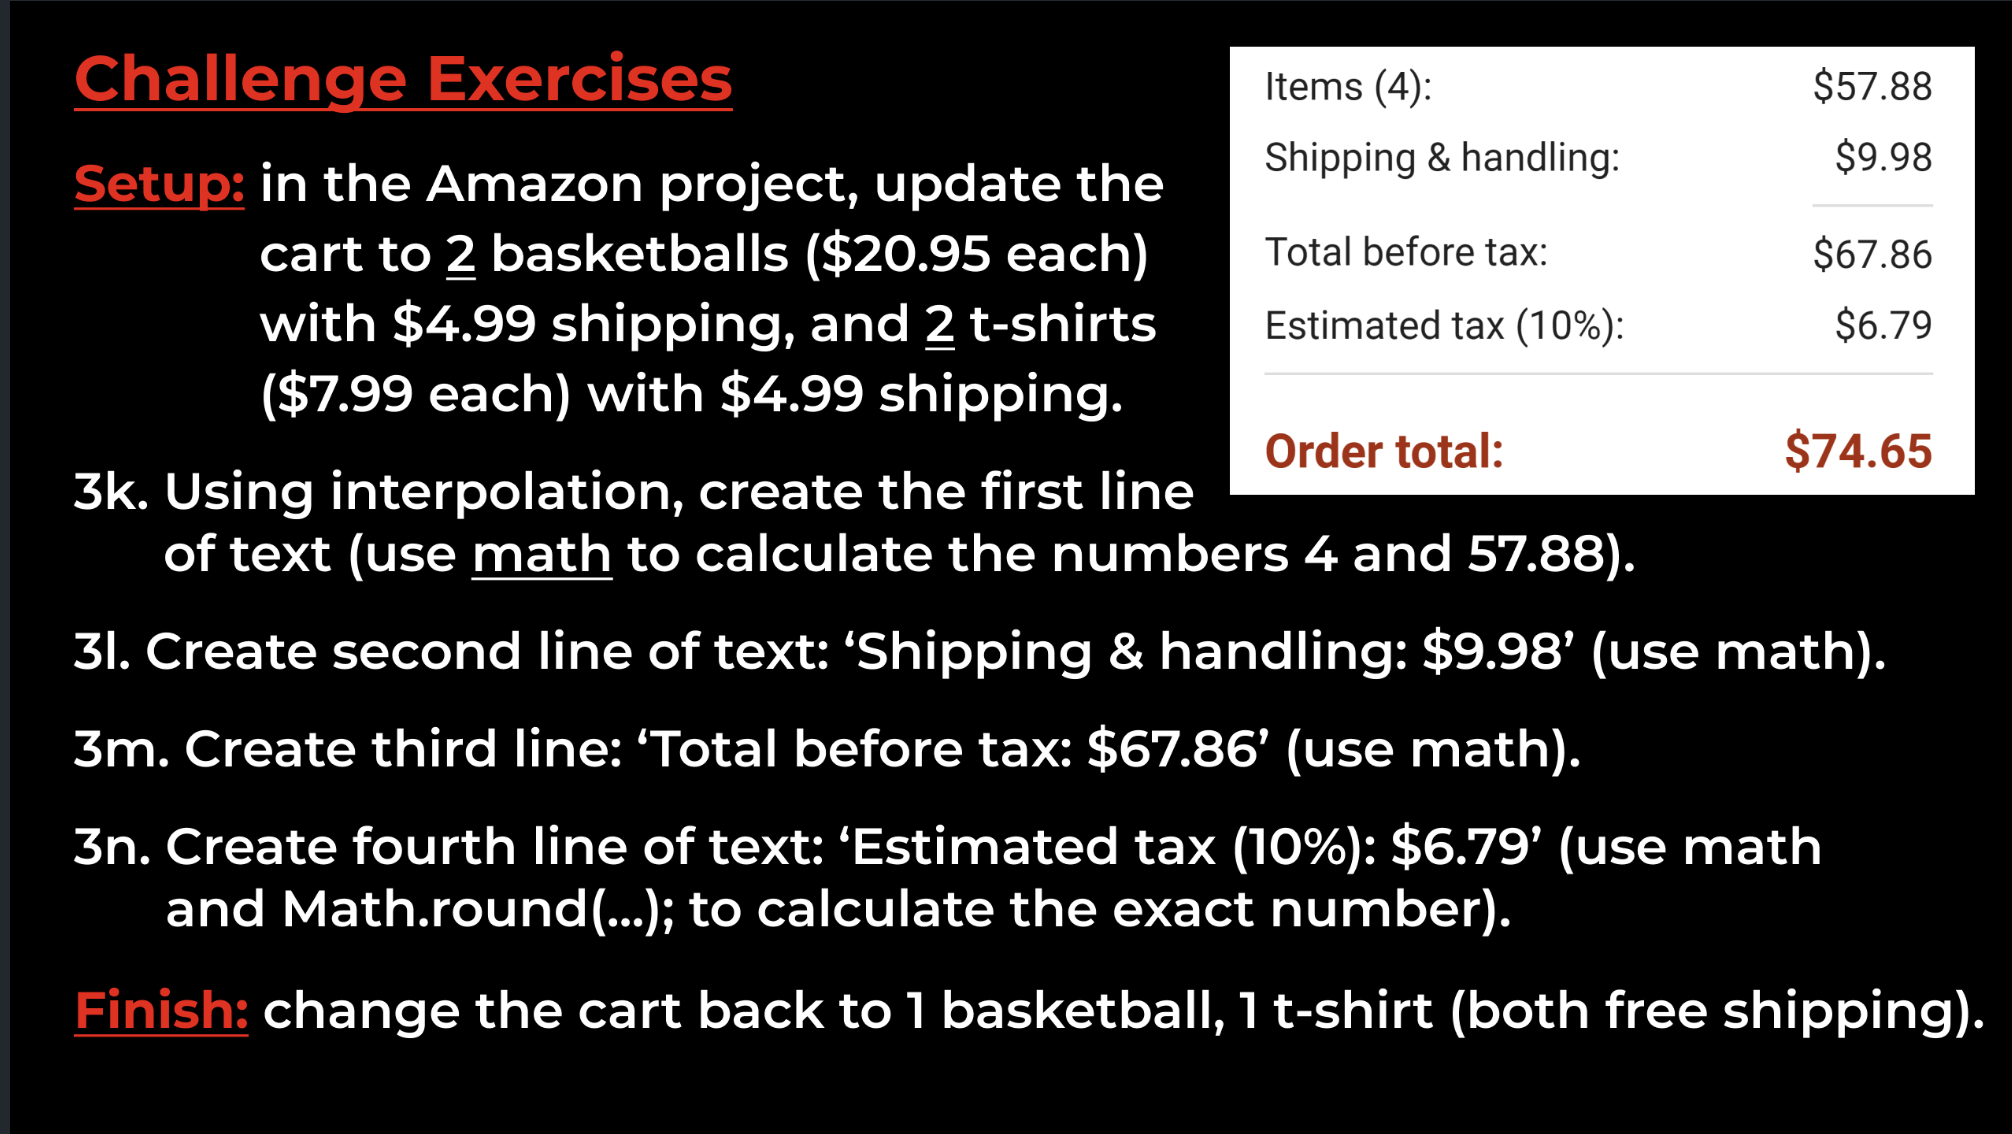 Challenge Exercises
Setup: in the Amazon project, update the
cart to 2 basketballs ($20.95 each)
with $4.99 shipping, and 2 t-shirts
($7.99 each) with $4.99 shipping.
Items (4): $57.88
Shipping & handling: $9.98
Total before tax: $67.86
Estimated tax (10%): $6.79
Order total: $74.65
3k. Using interpolation, create the first line
of text (use math to calculate the numbers 4 and 57.88).
3l. Create second line of text: ‘Shipping & handling: $9.98’ (use math).
3m. Create third line: ‘Total before tax: $67.86’ (use math).
3n. Create fourth line of text: ‘Estimated tax (10%): $6.79’ (use math
and Math.round(...); to calculate the exact number).
Finish: change the cart back to 1 basketball, 1 t-shirt (both free shipping).